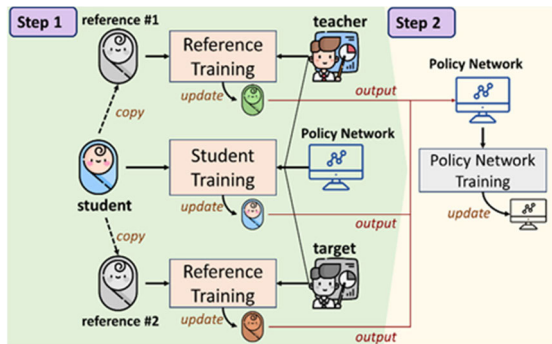 Step 1
Step 2
reference #1
teacher
Reference
Training
update
output
copy
Policy Network
Policy Network
student
Student
Training
update
output
Policy Network
Training
update
copy
target
reference #2
Reference
Training
update
output